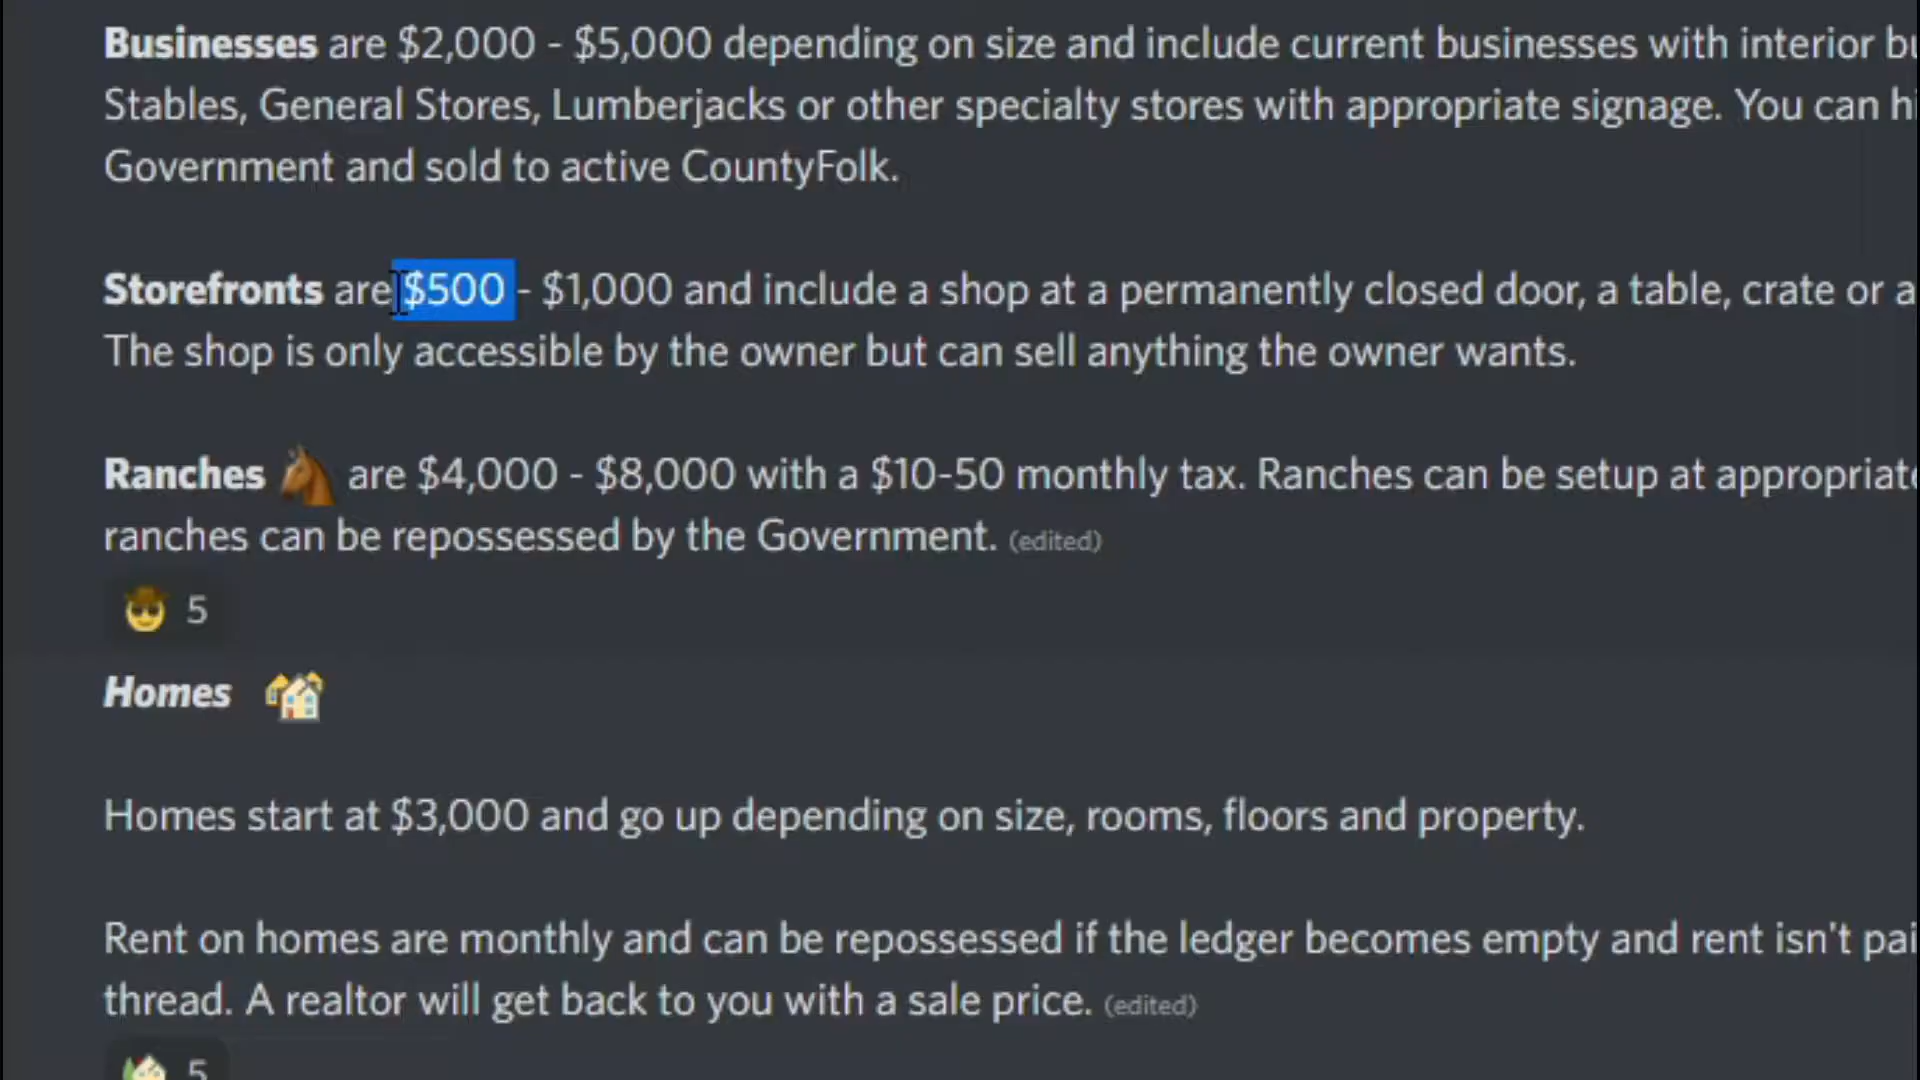 Businesses are $2,000 - $5,000 depending on size and include current businesses with interior
Stables, General Stores, Lumberjacks or other specialty stores with appropriate signage. You can
Government and sold to active CountyFolk.
Storefronts are $500 - $1,000 and include a shop at a permanently closed door, a table, crate or a
The shop is only accessible by the owner but can sell anything the owner wants.
Ranches are $4,000 - $8,000 with a $10-50 monthly tax. Ranches can be setup at
ranches can be repossessed by the Government. (edited)
5
Homes
Homes start at $3,000 and go up depending on size, rooms, floors and property.
Rent on homes are monthly and can be repossessed if the ledger becomes empty and rent isn't
thread. A realtor will get back to you with a sale price. (edited)
5